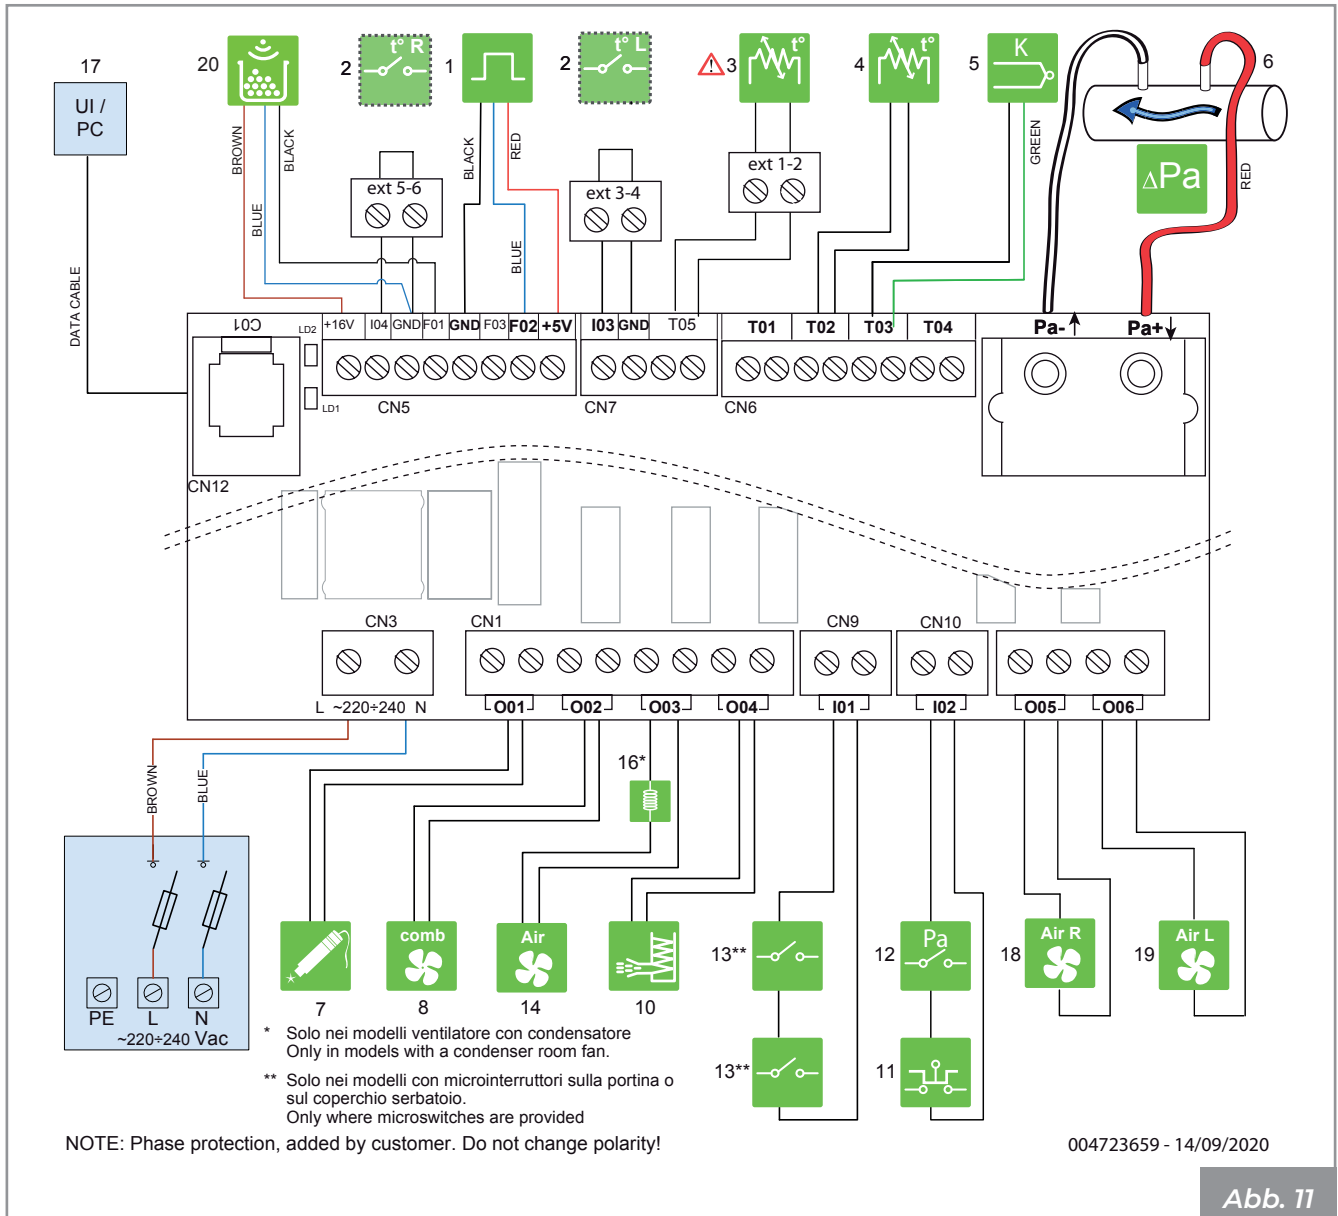 17
20
2
t° R
1
2
t° L
3
t°
4
t°
5
K
6
UI /
PC
BROWN
BLUE
BLACK
BLACK
RED
BLUE
GREEN
RED
ΔPa
ext 5-6
ext 3-4
ext 1-2
DATA CABLE
C01
LD2
+16V
I04
GND
F01
GND
F03
F02
+5V
I03
GND
T05
T01
T02
T03
T04
Pa-
Pa+
LD1
CN5
CN7
CN6
CN12
CN3
CN1
CN9
CN10
L ~220÷240 N
O01
O02
O03
O04
I01
I02
O05
O06
BROWN
BLUE
16*
comb
Air
13**
12
Pa
18
Air R
19
Air L
7
8
14
10
PE
L
N
~220÷240 Vac
13**
11
* Solo nei modelli ventilatore con condensatore
Only in models with a condenser room fan.
** Solo nei modelli con microinterruttori sulla portina o
sul coperchio serbatoio.
Only where microswitches are provided
NOTE: Phase protection, added by customer. Do not change polarity!
004723659 - 14/09/2020
Abb. 11